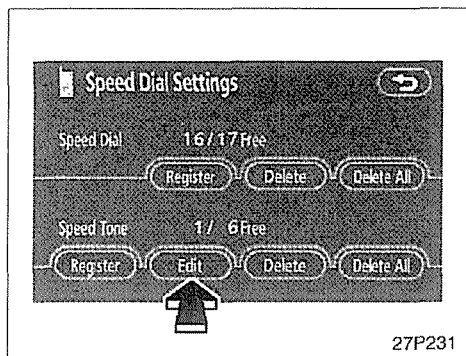 Speed Dial Settings
Speed Dial 16/17 Free
Register Delete Delete All
Speed Tone 1/ 6 Free
Register Edit Delete Delete All
27P231